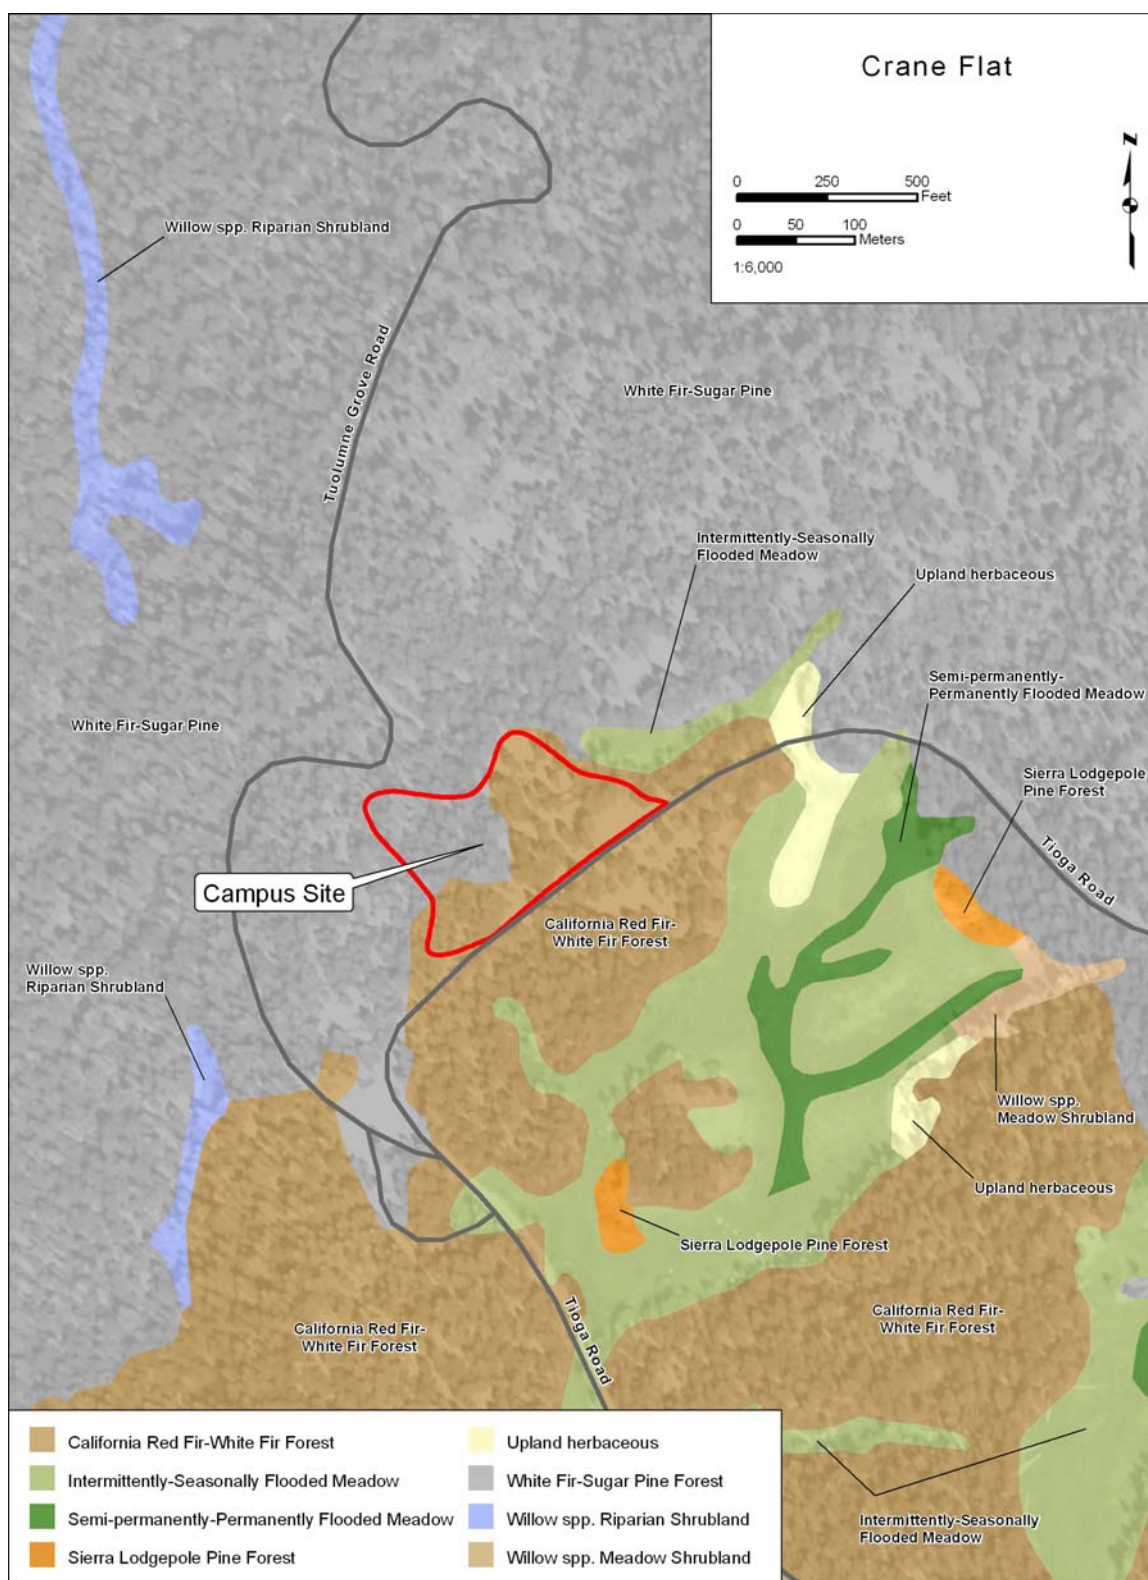 Crane Flat
N
0 250 500
Feet
0 50 100
Meters
1:6,000
Willow spp. Riparian Shrubland
Tuolumne Grove Road
White Fir-Sugar Pine
Intermittently-Seasonally
Flooded Meadow
Upland herbaceous
Semi-permanently-
Permanently Flooded Meadow
White Fir-Sugar Pine
Sierra Lodgepole
Pine Forest
Tioga Road
Campus Site
California Red Fir-
White Fir Forest
Willow spp.
Riparian Shrubland
Willow spp.
Meadow Shrubland
Upland herbaceous
Sierra Lodgepole Pine Forest
Tioga Road
California Red Fir-
White Fir Forest
California Red Fir-
White Fir Forest
Intermittently-Seasonally
Flooded Meadow
California Red Fir-White Fir Forest
Intermittently-Seasonally Flooded Meadow
Semi-permanently-Permanently Flooded Meadow
Sierra Lodgepole Pine Forest
Upland herbaceous
White Fir-Sugar Pine Forest
Willow spp. Riparian Shrubland
Willow spp. Meadow Shrubland